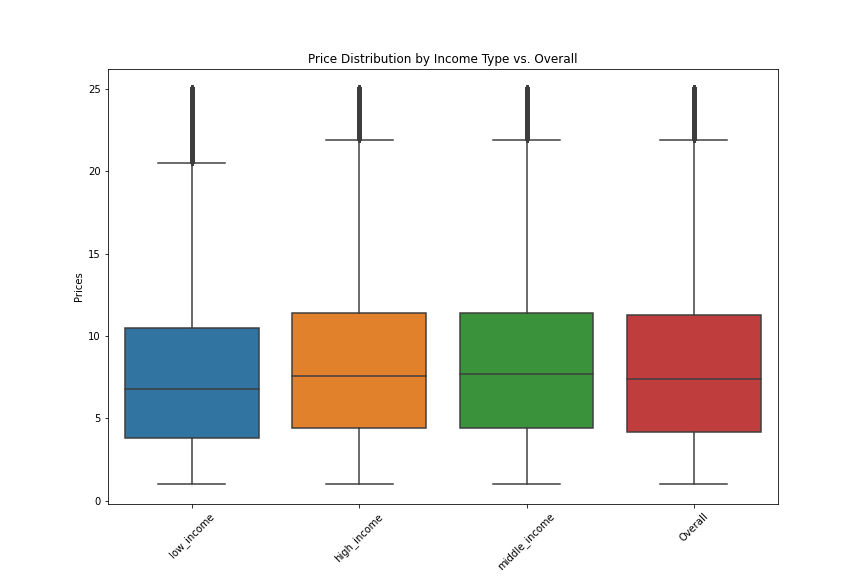 Price Distribution by Income Type vs. Overall
Prices
25
20
15
10
5
0
low_income
high_income
middle_income
Overall